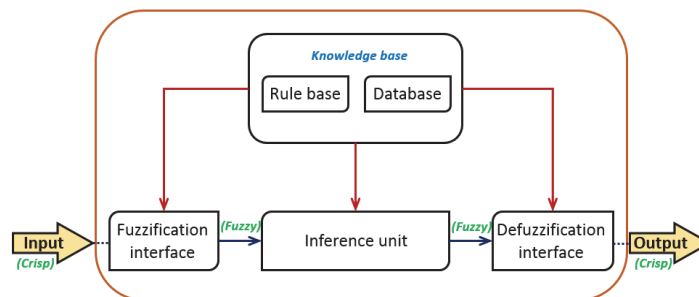 Knowledge base
Rule base
Database
Input
(Crisp)
Fuzzification
interface
(Fuzzy)
Inference unit
(Fuzzy)
Defuzzification
interface
Output
(Crisp)